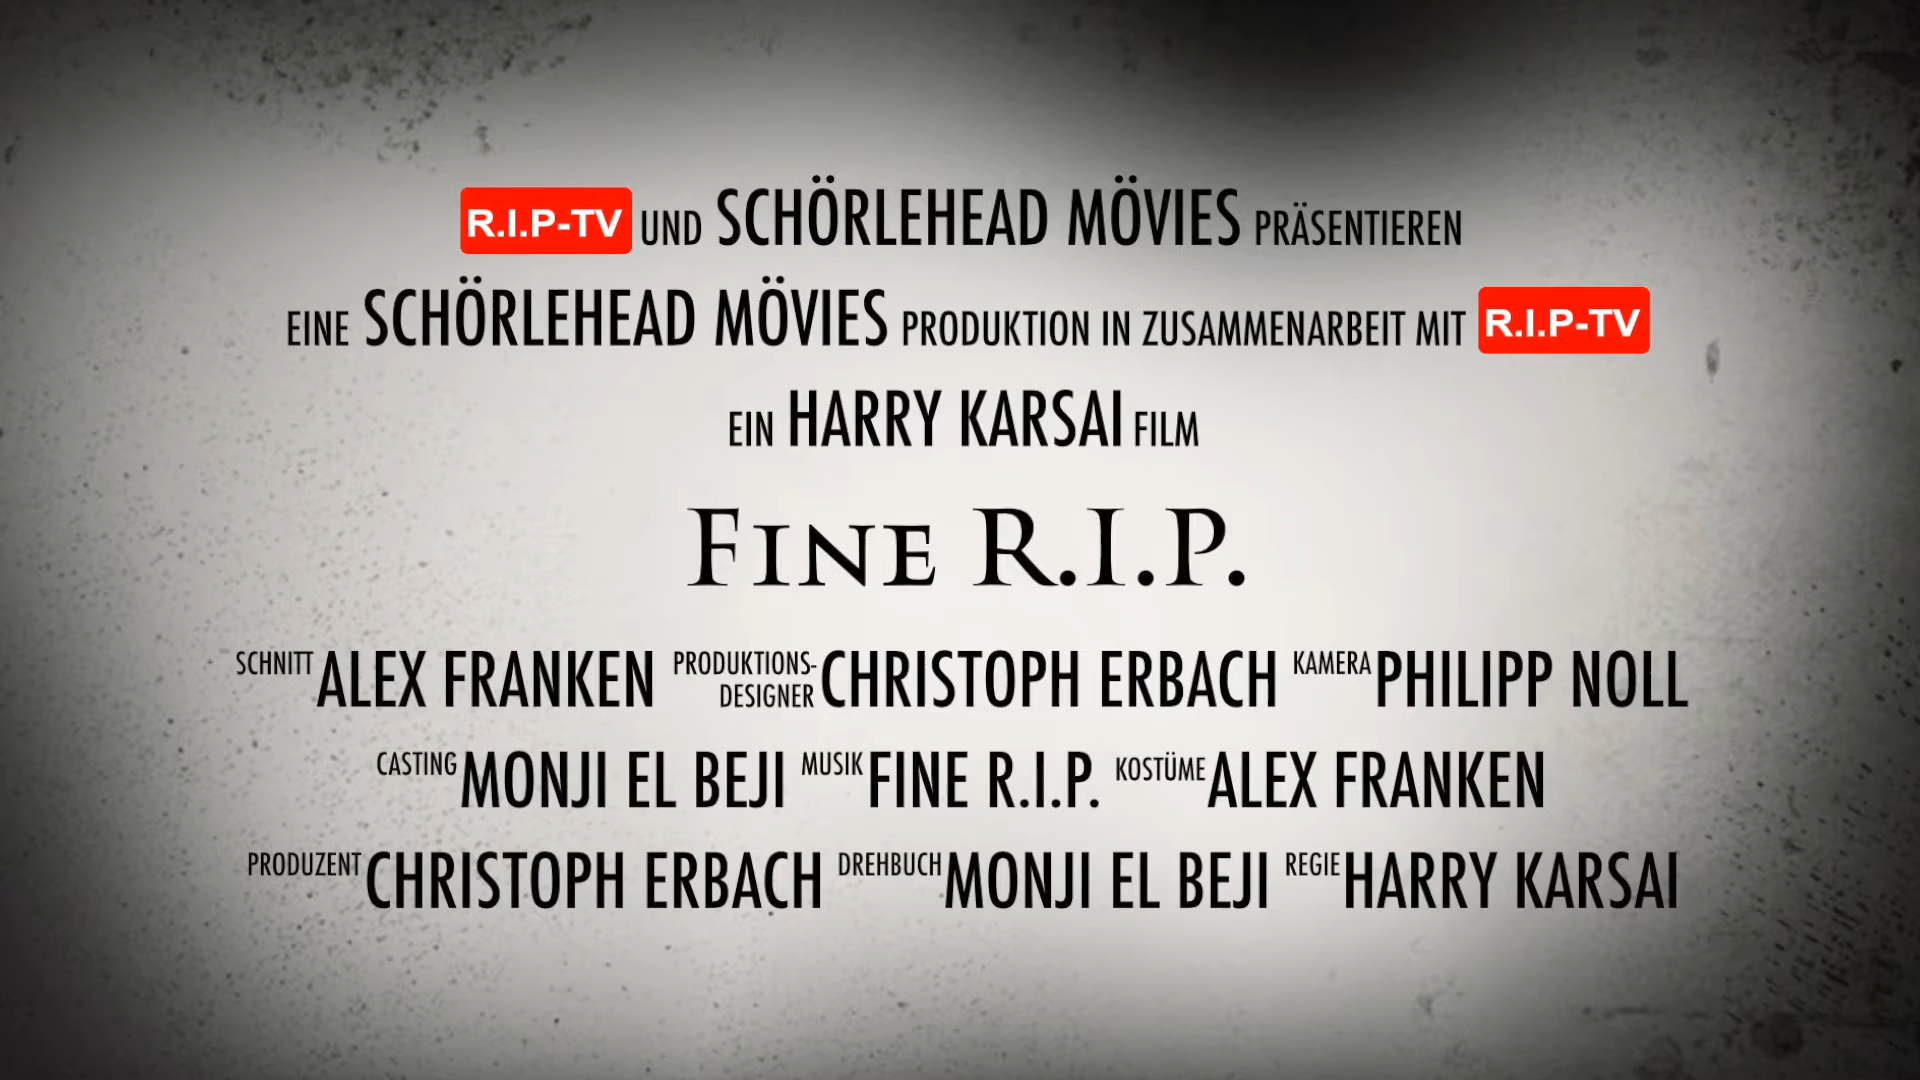 R.I.P-TV UND SCHÖRLEHEAD MÖVIES PRÄSENTIEREN
EINE SCHÖRLEHEAD MÖVIES PRODUKTION IN ZUSAMMENARBEIT MIT R.I.P-TV
EIN HARRY KARSAI FILM
FINE R.I.P.
SCHNITT ALEX FRANKEN PRODUKTIONS-DESIGNER CHRISTOPH ERBACH KAMERA PHILIPP NOLL
CASTING MONJI EL BEJI MUSIK FINE R.I.P. KOSTÜME ALEX FRANKEN
PRODUZENT CHRISTOPH ERBACH DREHBUCH MONJI EL BEJI REGIE HARRY KARSAI